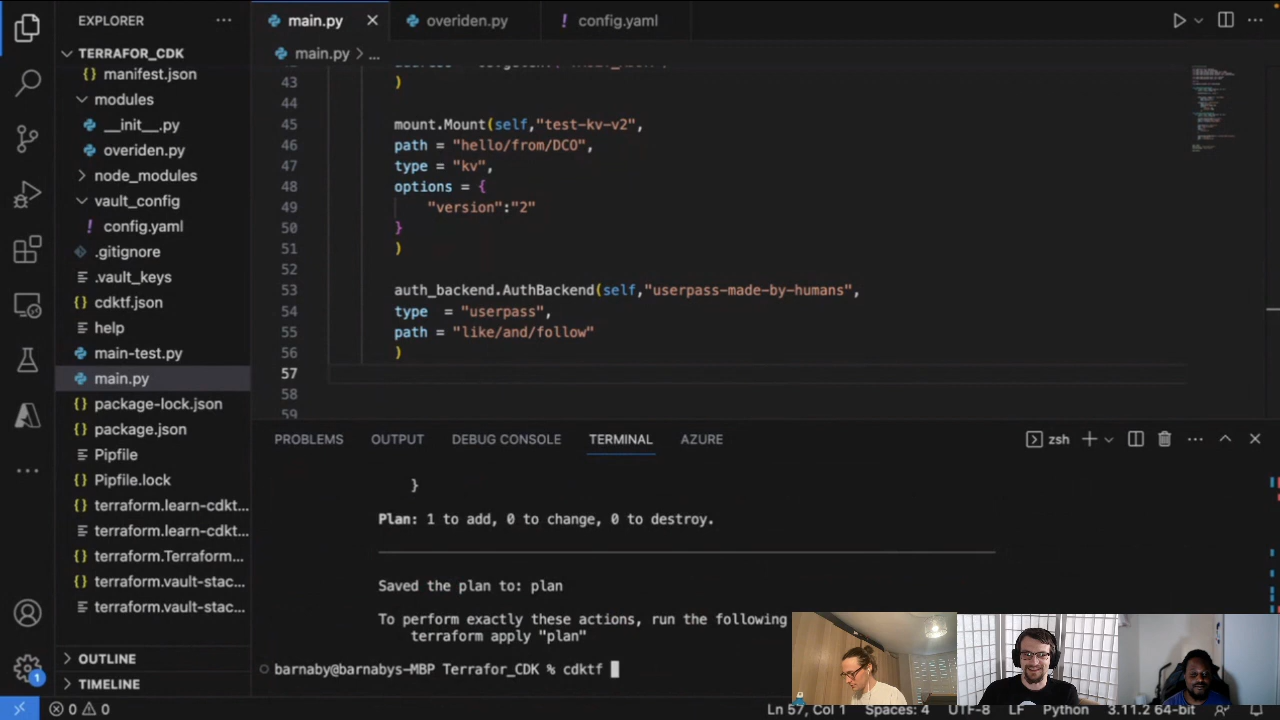 EXPLORER
TERRAFOR_CDK
manifest.json
modules
__init__.py
overiden.py
node_modules
vault_config
config.yaml
.gitignore
.vault_keys
cdktf.json
help
main-test.py
main.py
package-lock.json
package.json
Pipfile
Pipfile.lock
terraform.learn-cdkt...
terraform.learn-cdkt...
terraform.Terraform...
terraform.vault-stac...
terraform.vault-stac...
OUTLINE
TIMELINE
main.py
overiden.py
config.yaml
main.py > ...
43 )
44
45 mount.Mount(self,"test-kv-v2",
46 path = "hello/from/DCO",
47 type = "kv",
48 options = {
49 "version":"2"
50 }
51 )
52
53 auth_backend.AuthBackend(self,"userpass-made-by-humans",
54 type  = "userpass",
55 path = "like/and/follow"
56 )
57
58
59
PROBLEMS OUTPUT DEBUG CONSOLE TERMINAL AZURE
zsh
}
Plan: 1 to add, 0 to change, 0 to destroy.
Saved the plan to: plan
To perform exactly these actions, run the following
terraform apply "plan"
barnaby@barnabys-MBP Terrafor_CDK % cdktf
1
0 0
Ln 57, Col 1 Spaces: 4 UTF-8 LF Python 3.11.2 64-bit